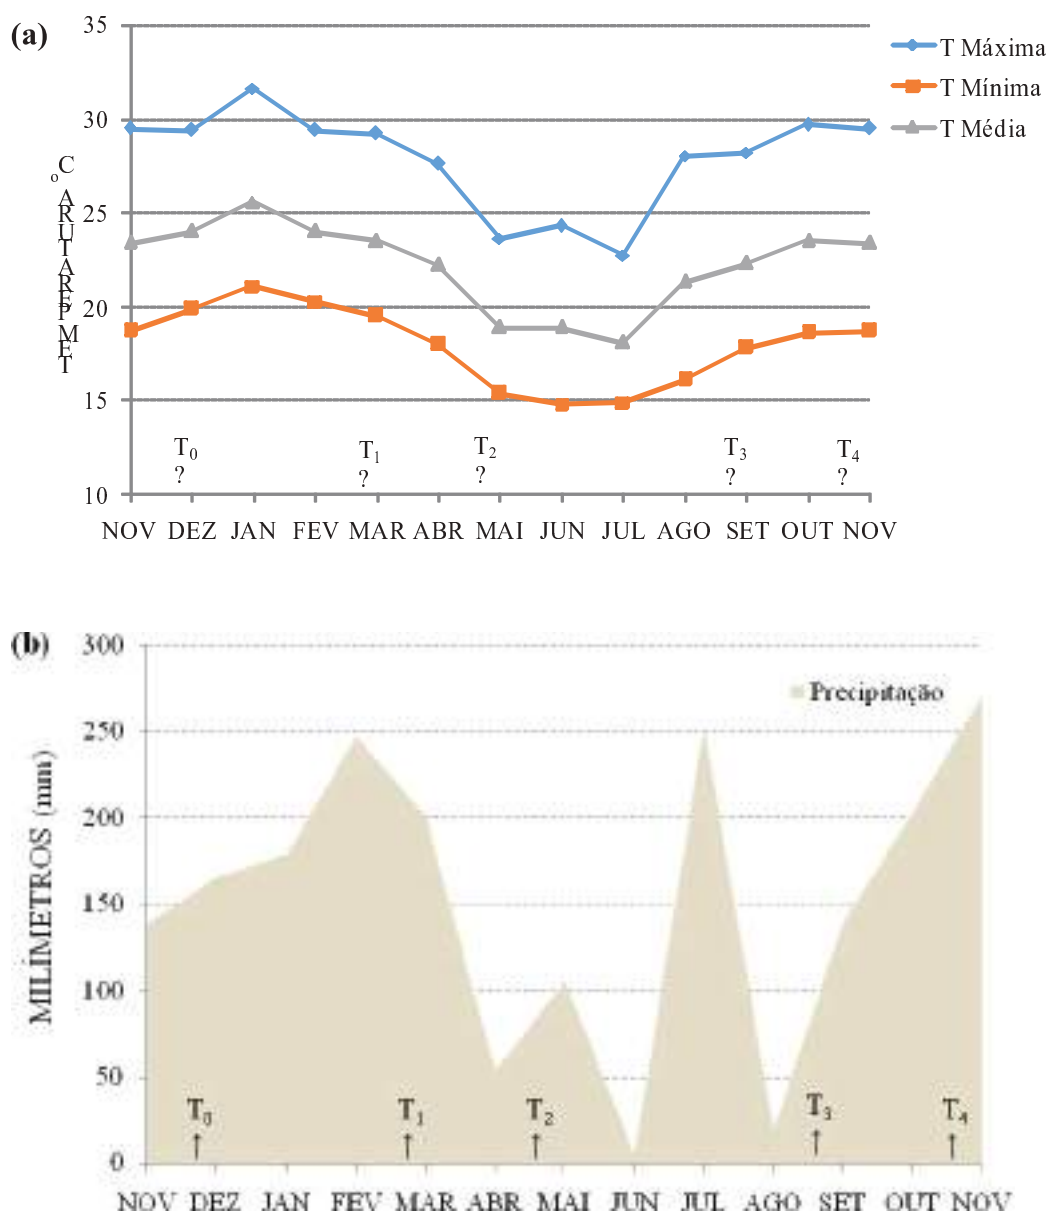 (a)
35
30
25
20
15
10
TEMPERATURA °C
T Máxima
T Mínima
T Média
T0
?
T1
?
T2
?
T3
?
T4
?
NOV DEZ JAN FEV MAR ABR MAI JUN JUL AGO SET OUT NOV
(b)
300
250
200
150
100
50
0
MILÍMETROS (mm)
Precipitação
T0
↑
T1
↑
T2
↑
T3
↑
T4
↑
NOV DEZ JAN FEV MAR ABR MAI JUN JUL AGO SET OUT NOV